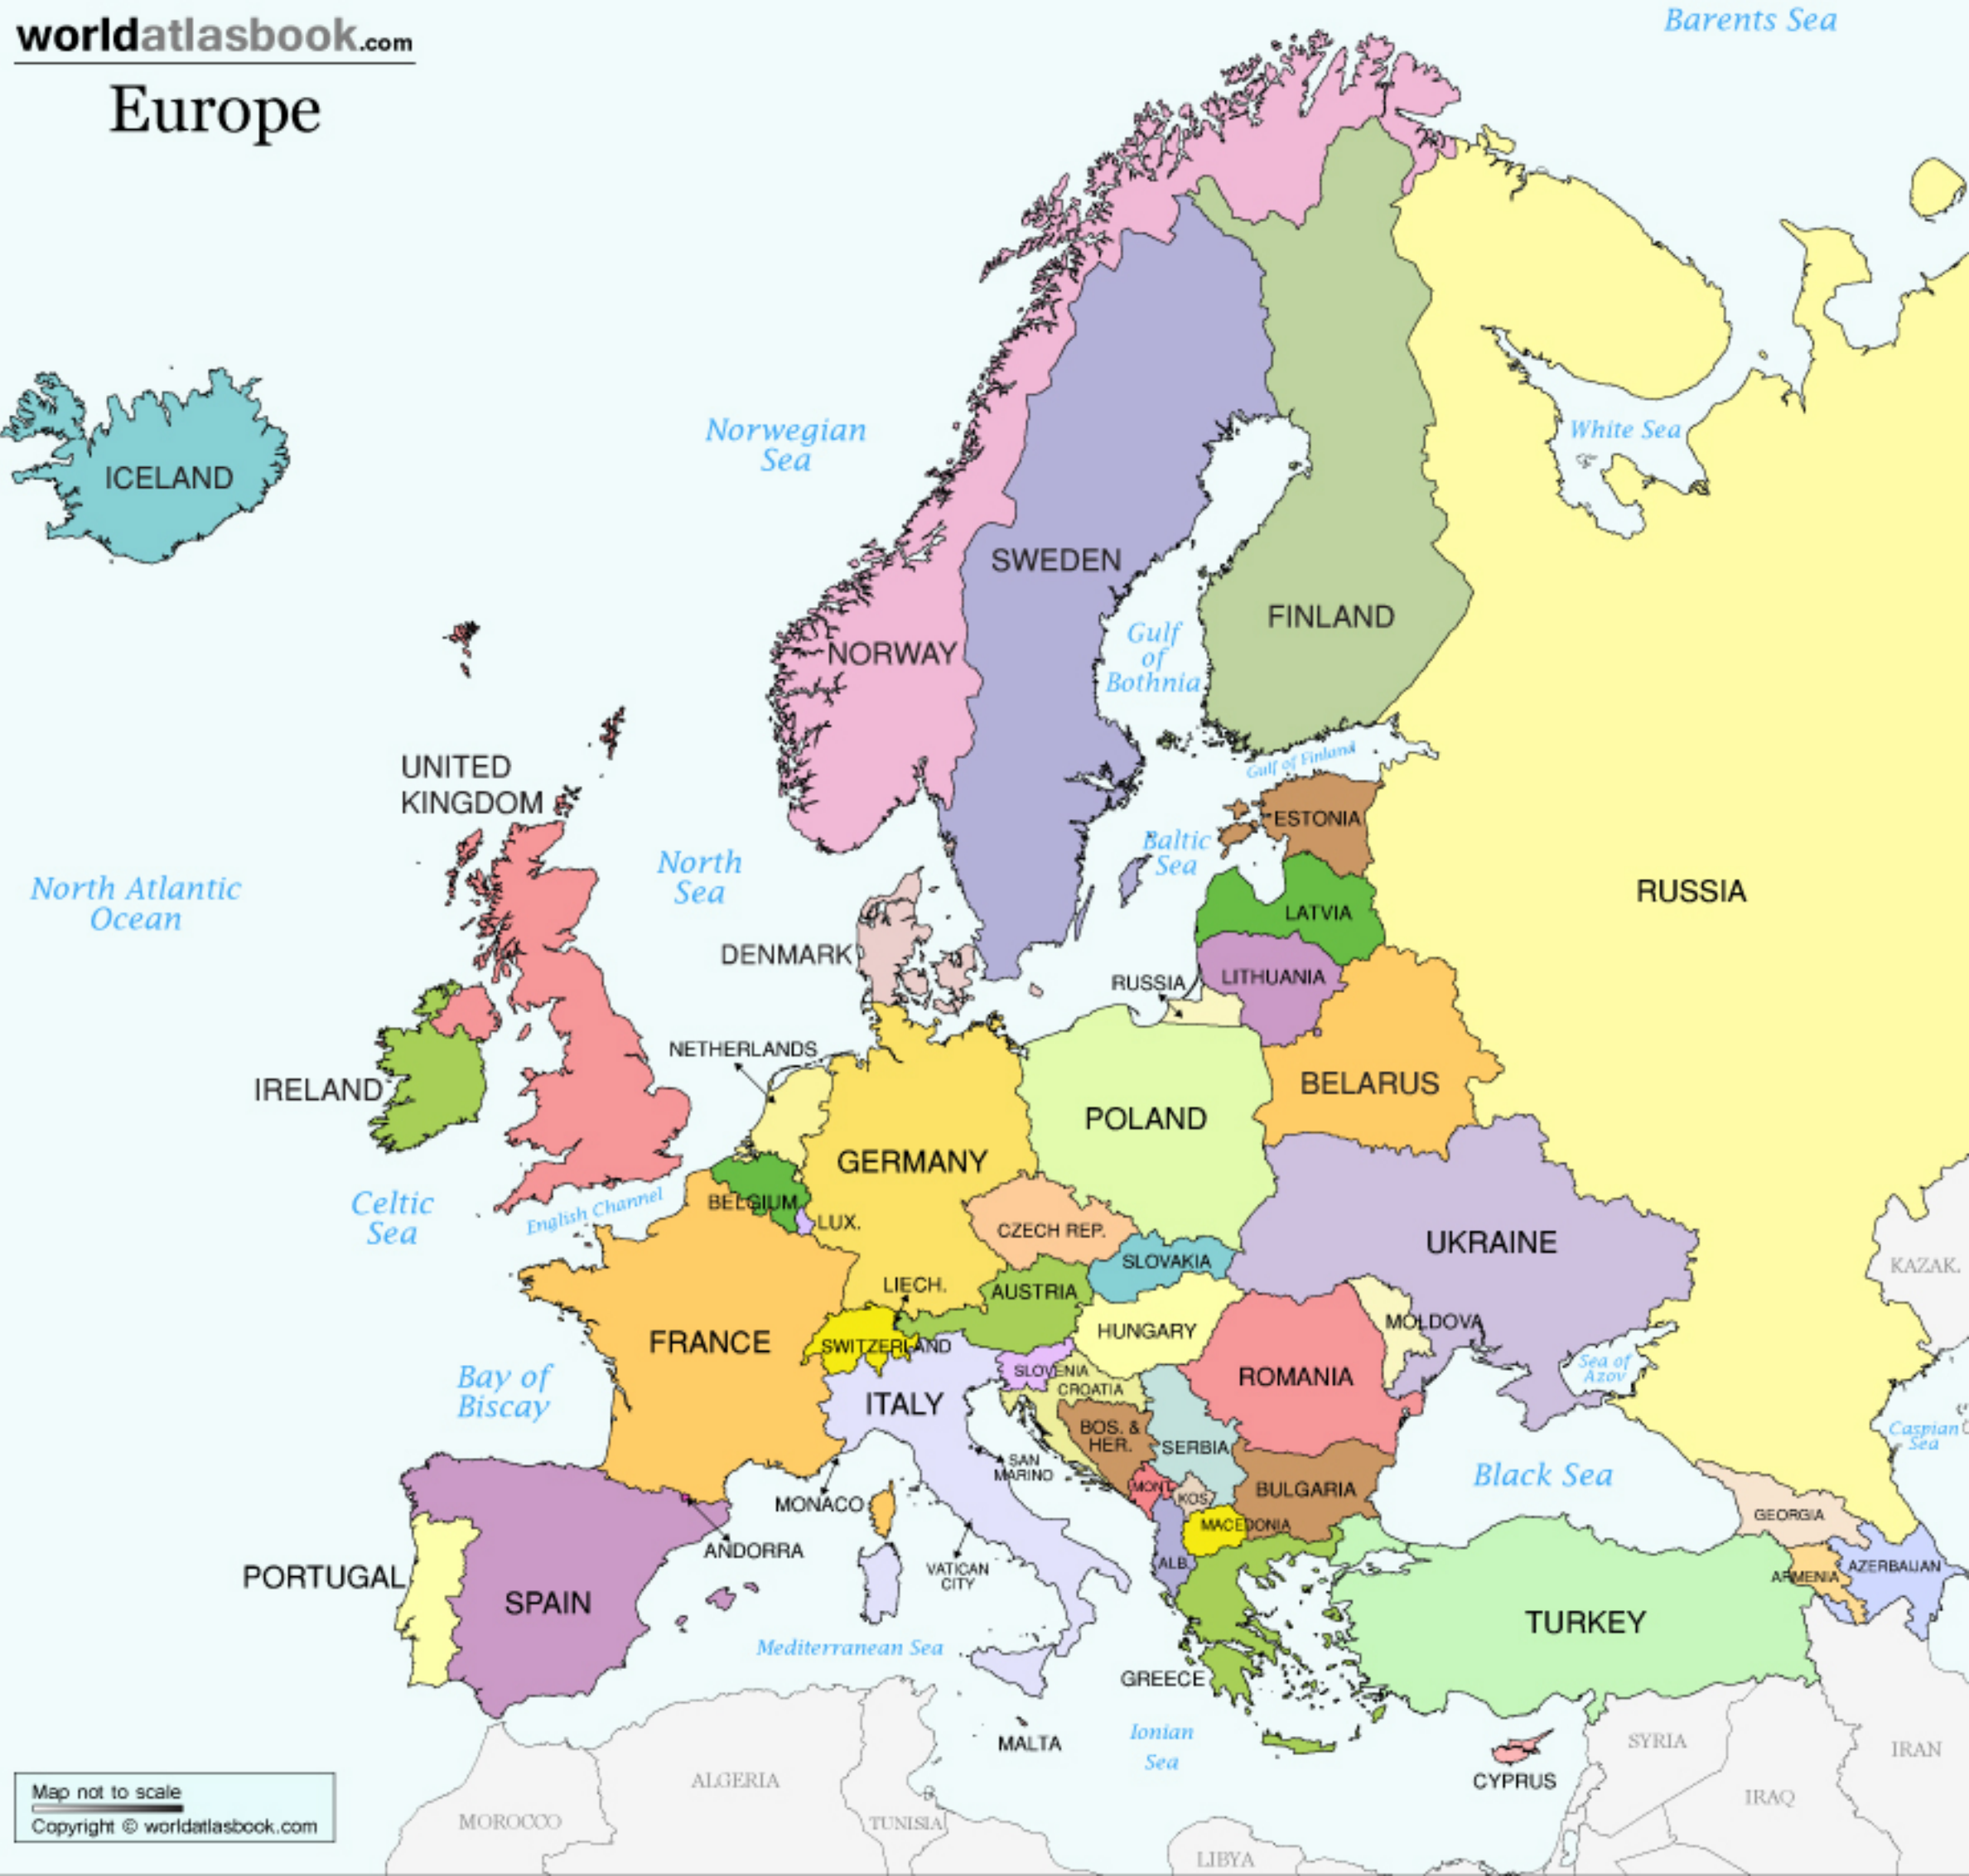 worldatlasbook.com
Europe
Barents Sea
Norwegian
Sea
White Sea
ICELAND
SWEDEN
FINLAND
NORWAY
Gulf
of
Bothnia
Gulf of Finland
UNITED
KINGDOM
ESTONIA
Baltic
Sea
North
Sea
North Atlantic
Ocean
RUSSIA
LATVIA
DENMARK
LITHUANIA
RUSSIA
NETHERLANDS
IRELAND
BELARUS
POLAND
GERMANY
Celtic
Sea
English Channel
BELGIUM
LUX.
CZECH REP.
UKRAINE
SLOVAKIA
KAZAK.
LIECH.
AUSTRIA
MOLDOVA
HUNGARY
FRANCE
SWITZERLAND
Sea of
Azov
SLOVENIA
ROMANIA
CROATIA
Bay of
Biscay
ITALY
BOS. &
HER.
SERBIA
Caspian
Sea
SAN
MARINO
Black Sea
MONT.
KOS.
BULGARIA
MONACO
GEORGIA
MACEDONIA
ANDORRA
ALB.
AZERBAIJAN
VATICAN
CITY
ARMENIA
PORTUGAL
SPAIN
TURKEY
Mediterranean Sea
GREECE
Ionian
Sea
MALTA
SYRIA
IRAN
CYPRUS
ALGERIA
Map not to scale
IRAQ
MOROCCO
TUNISIA
Copyright © worldatlasbook.com
LIBYA